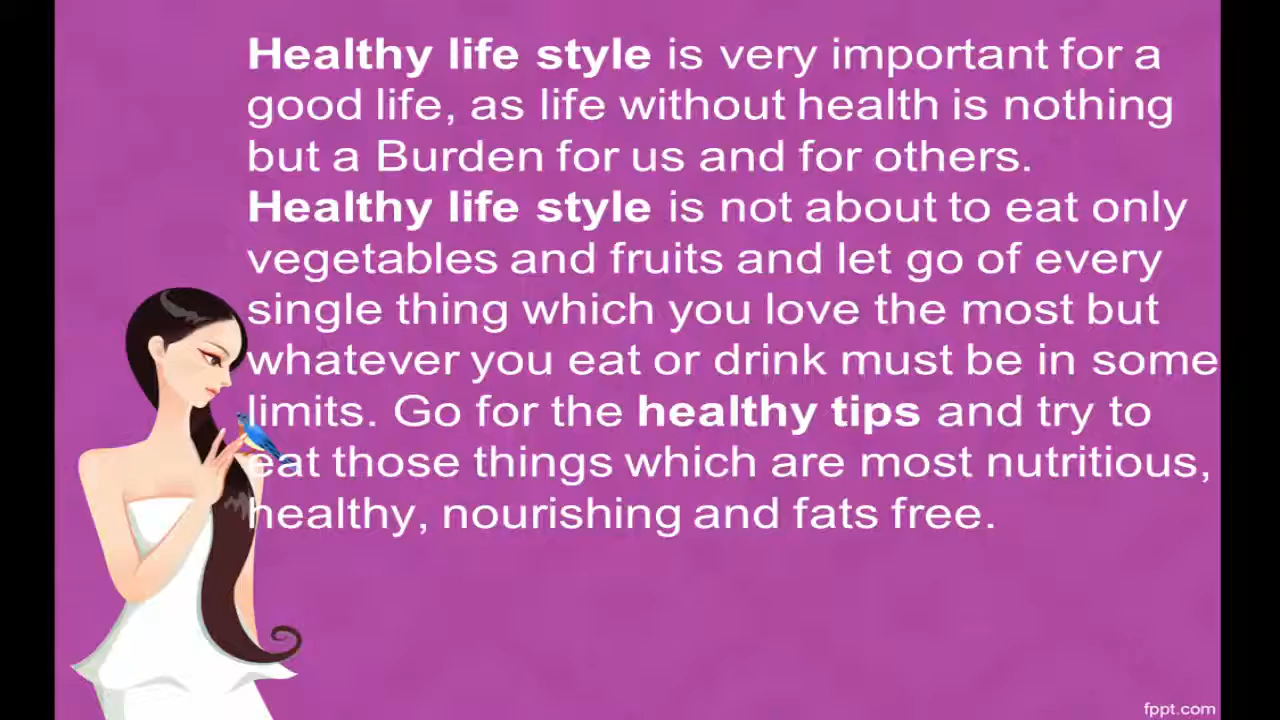 Healthy life style is very important for a
good life, as life without health is nothing
but a Burden for us and for others.
Healthy life style is not about to eat only
vegetables and fruits and let go of every
single thing which you love the most but
whatever you eat or drink must be in some
limits. Go for the healthy tips and try to
eat those things which are most nutritious,
healthy, nourishing and fats free.
fppt.com